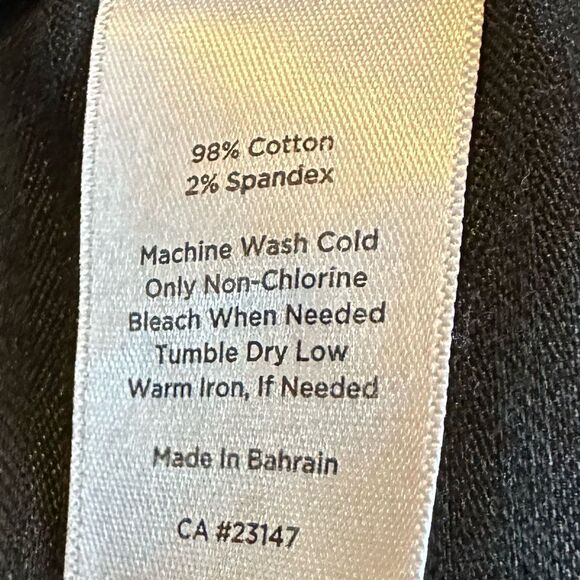 98% Cotton
2% Spandex
Machine Wash Cold
Only Non-Chlorine
Bleach When Needed
Tumble Dry Low
Warm Iron, If Needed
Made In Bahrain
CA #23147